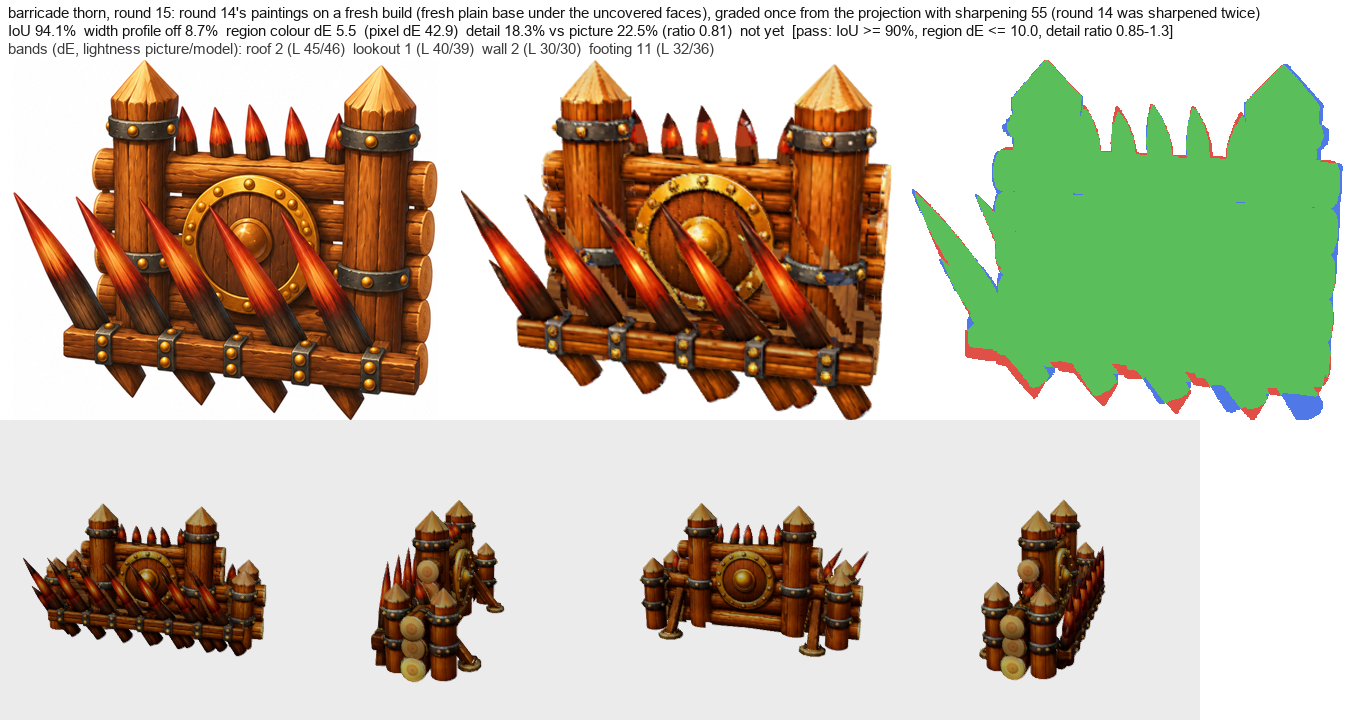 barricade thorn, round 15: round 14's paintings on a fresh build (fresh plain base under the uncovered faces), graded once from the projection with sharpening 55 (round 14 was sharpened twice)
IoU 94.1%  width profile off 8.7%  region colour dE 5.5  (pixel dE 42.9)  detail 18.3% vs picture 22.5% (ratio 0.81)  not yet  [pass: IoU >= 90%, region dE <= 10.0, detail ratio 0.85-1.3]
bands (dE, lightness picture/model): roof 2 (L 45/46)  lookout 1 (L 40/39)  wall 2 (L 30/30)  footing 11 (L 32/36)